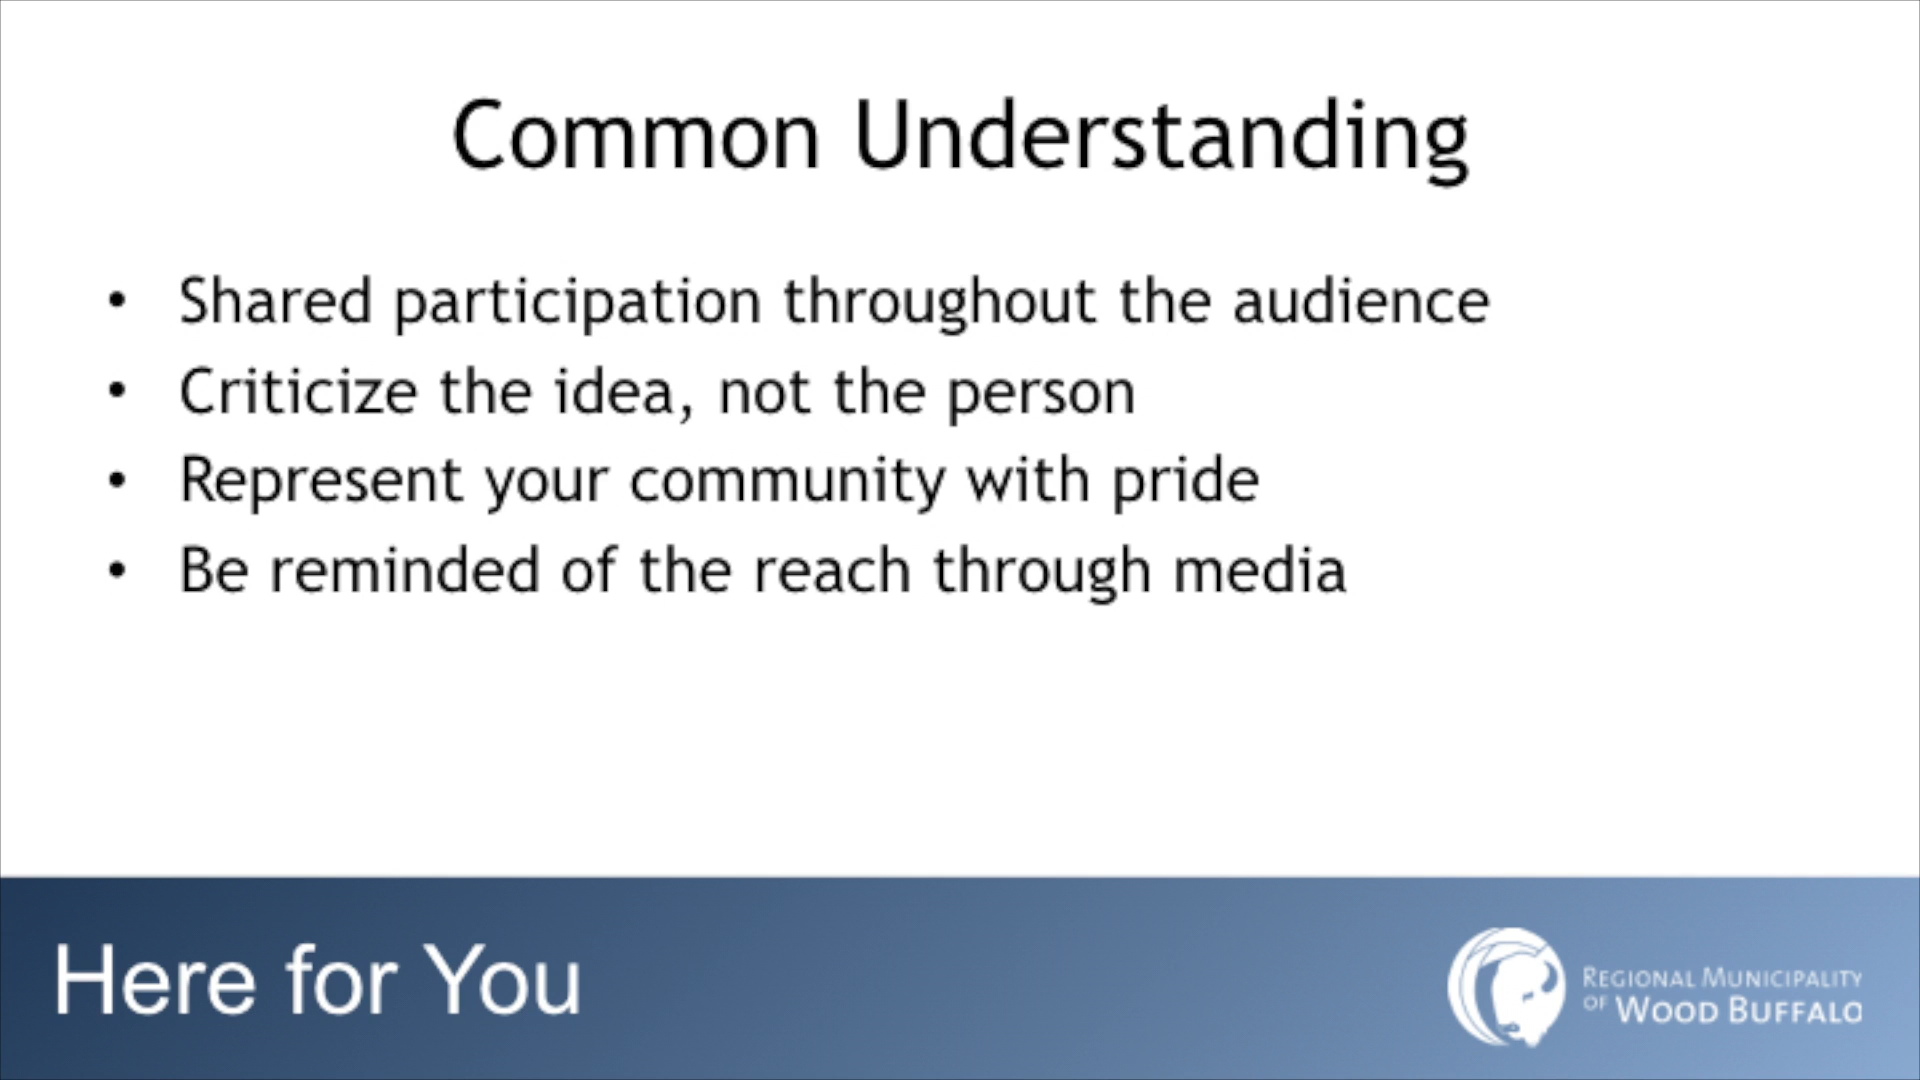 Common Understanding
• Shared participation throughout the audience
• Criticize the idea, not the person
• Represent your community with pride
• Be reminded of the reach through media
Here for You
REGIONAL MUNICIPALITY
OF WOOD BUFFALO